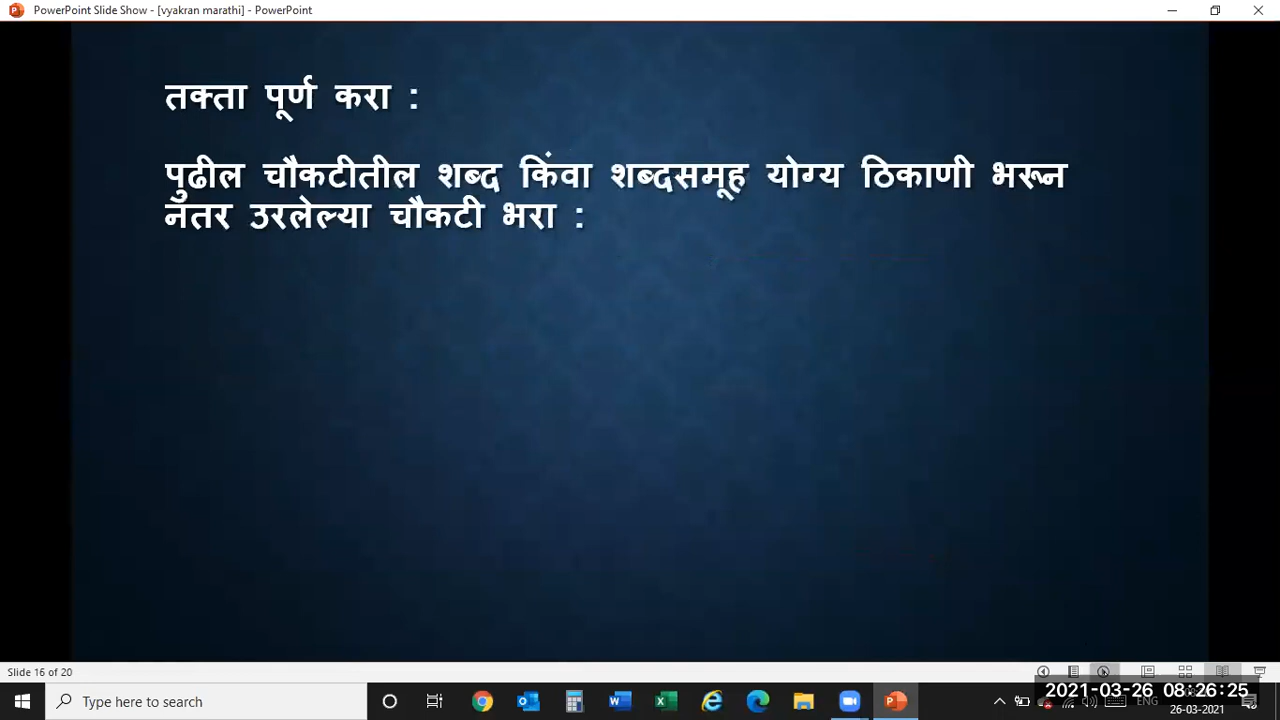 PowerPoint Slide Show - [vyakran marathi] - PowerPoint
तक्ता पूर्ण करा :
पुढील चौकटीतील शब्द किंवा शब्दसमूह योग्य ठिकाणी भरून
नंतर उरलेल्या चौकटी भरा :
Slide 16 of 20
2021-03-26 08:26:25
Type here to search
ENG
26-03-2021